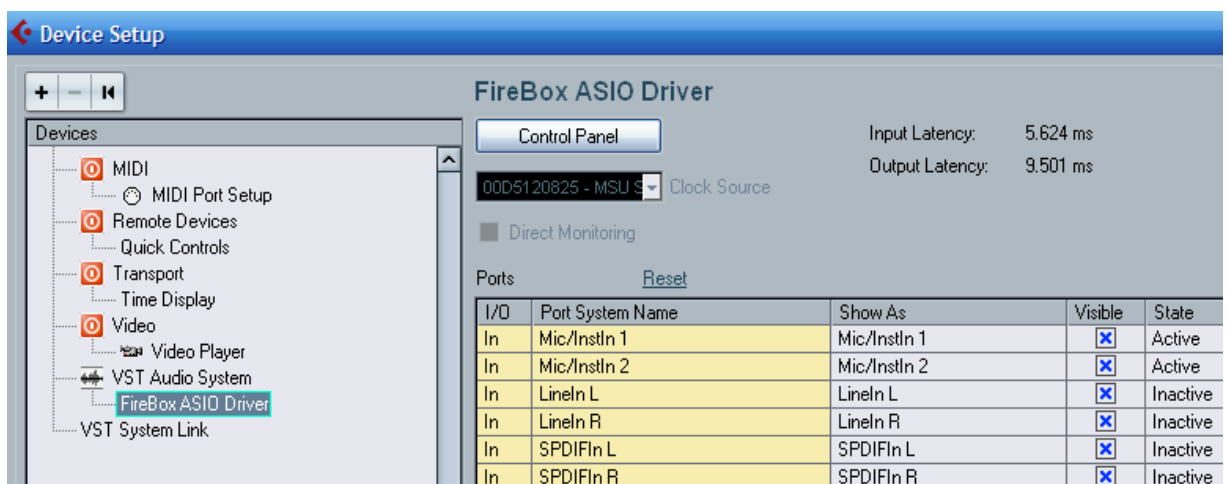 Device Setup
+ -
Devices
MIDI
MIDI Port Setup
Remote Devices
Quick Controls
Transport
Time Display
Video
Video Player
VST Audio System
FireBox ASIO Driver
VST System Link
FireBox ASIO Driver
Control Panel
Input Latency: 5.624 ms
Output Latency: 9.501 ms
00D5120825 - MSU S Clock Source
Direct Monitoring
Ports Reset
I/O Port System Name Show As Visible State
In Mic/InstIn 1 Mic/InstIn 1 Active
In Mic/InstIn 2 Mic/InstIn 2 Active
In LineIn L LineIn L Inactive
In LineIn R LineIn R Inactive
In SPDIFIn L SPDIFIn L Inactive
In SPDIFIn R SPDIFIn R Inactive